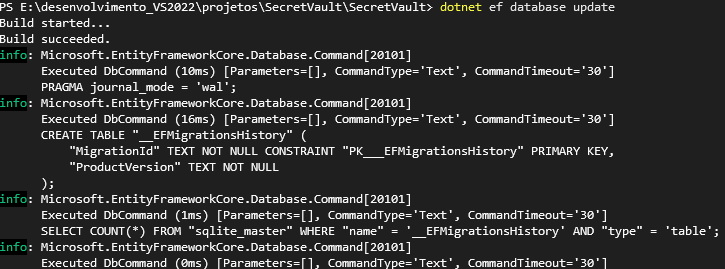 PS E:\desenvolvimento_VS2022\projetos\SecretVault\SecretVault> dotnet ef database update
Build started...
Build succeeded.
info: Microsoft.EntityFrameworkCore.Database.Command[20101]
Executed DbCommand (10ms) [Parameters=[], CommandType='Text', CommandTimeout='30']
PRAGMA journal_mode = 'wal';
info: Microsoft.EntityFrameworkCore.Database.Command[20101]
Executed DbCommand (16ms) [Parameters=[], CommandType='Text', CommandTimeout='30']
CREATE TABLE "__EFMigrationsHistory" (
"MigrationId" TEXT NOT NULL CONSTRAINT "PK___EFMigrationsHistory" PRIMARY KEY,
"ProductVersion" TEXT NOT NULL
);
info: Microsoft.EntityFrameworkCore.Database.Command[20101]
Executed DbCommand (1ms) [Parameters=[], CommandType='Text', CommandTimeout='30']
SELECT COUNT(*) FROM "sqlite_master" WHERE "name" = '__EFMigrationsHistory' AND "type" = 'table';
info: Microsoft.EntityFrameworkCore.Database.Command[20101]
Executed DbCommand (0ms) [Parameters=[], CommandType='Text', CommandTimeout='30']